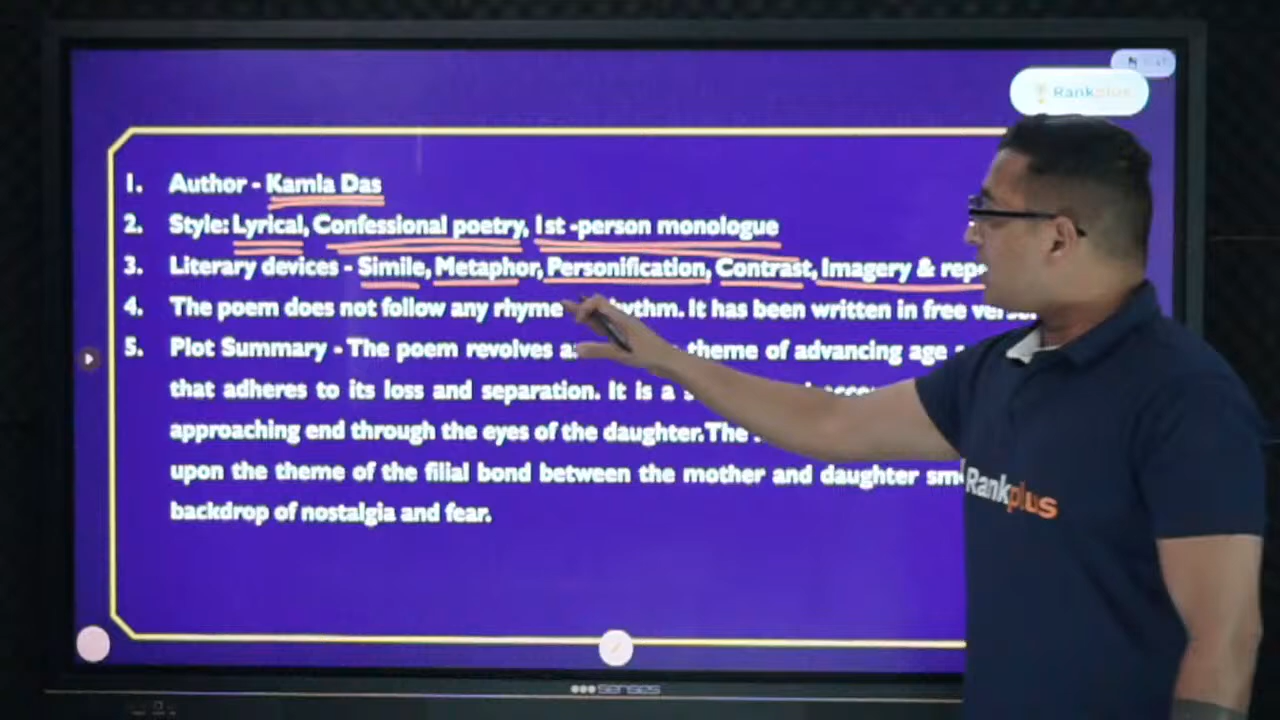 Rankplus
1. Author - Kamla Das
2. Style: Lyrical, Confessional poetry, 1st -person monologue
3. Literary devices - Simile, Metaphor, Personification, Contrast, Imagery &
4. The poem does not follow any rhyme It has been written in free
5. Plot Summary - The poem revolves theme of advancing age
that adheres to its loss and separation. It is a
approaching end through the eyes of the daughter. The
upon the theme of the filial bond between the mother and daughter
backdrop of nostalgia and fear.
Rankplus
senses